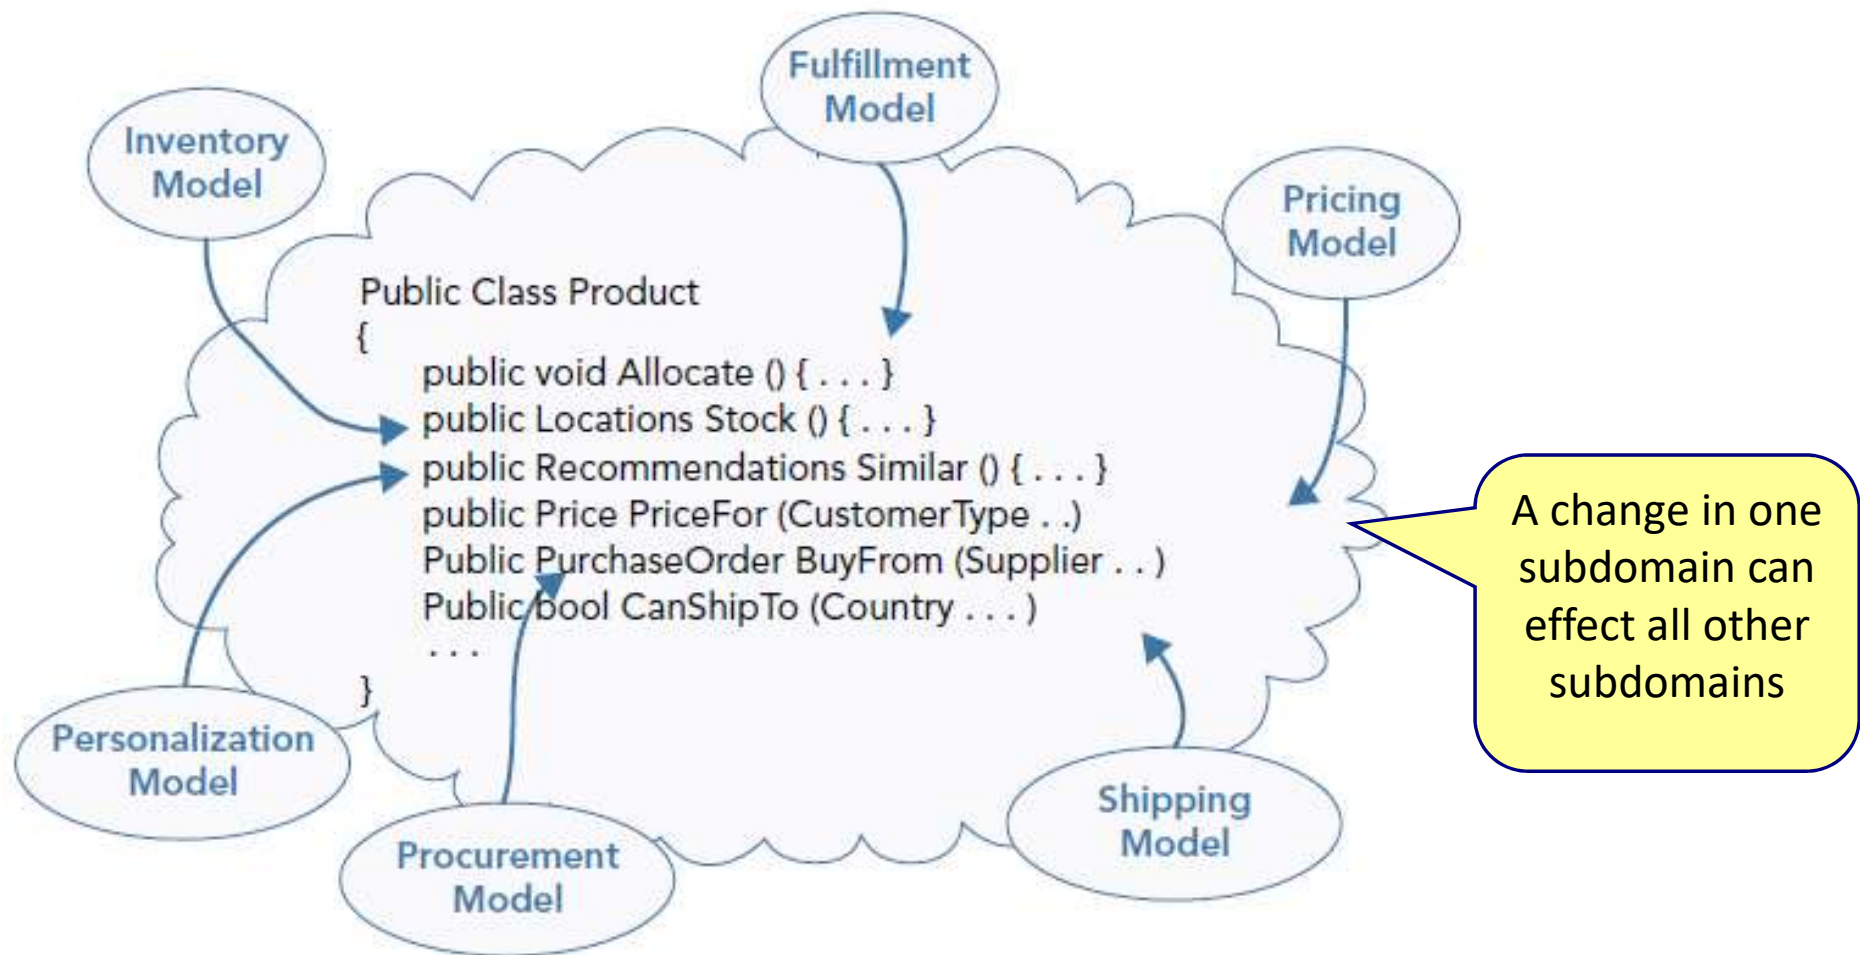 Fulfillment
Model
Inventory
Model
Pricing
Model
Public Class Product
{
public void Allocate () { . . . }
public Locations Stock () { . . . }
public Recommendations Similar () { . . . }
public Price PriceFor (CustomerType . .)
Public PurchaseOrder BuyFrom (Supplier . . )
Public bool CanShipTo (Country . . . )
. . .
}
A change in one
subdomain can
effect all other
subdomains
Personalization
Model
Procurement
Model
Shipping
Model